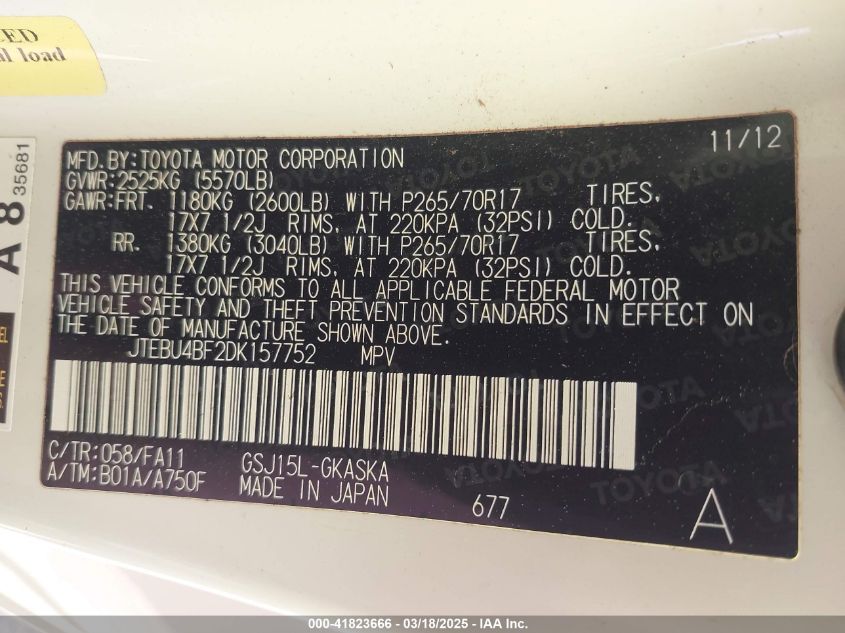 CED
al load
A 8 35681
11/12
MFD.BY:TOYOTA MOTOR CORPORATION
GVWR:2525KG (5570LB)
GAWR:FRT. 1180KG (2600LB) WITH P265/70R17 TIRES,
17X7 1/2J RIMS, AT 220KPA (32PSI) COLD.
RR. 1380KG (3040LB) WITH P265/70R17 TIRES,
17X7 1/2J RIMS, AT 220KPA (32PSI) COLD.
THIS VEHICLE CONFORMS TO ALL APPLICABLE FEDERAL MOTOR
VEHICLE SAFETY AND THEFT PREVENTION STANDARDS IN EFFECT ON
THE DATE OF MANUFACTURE SHOWN ABOVE.
JTEBU4BF2DK157752 MPV
C/TR:058/FA11 GSJ15L-GKASKA
A/TM:B01A/A750F MADE IN JAPAN 677 A
000-41823666 - 03/18/2025 - IAA Inc.